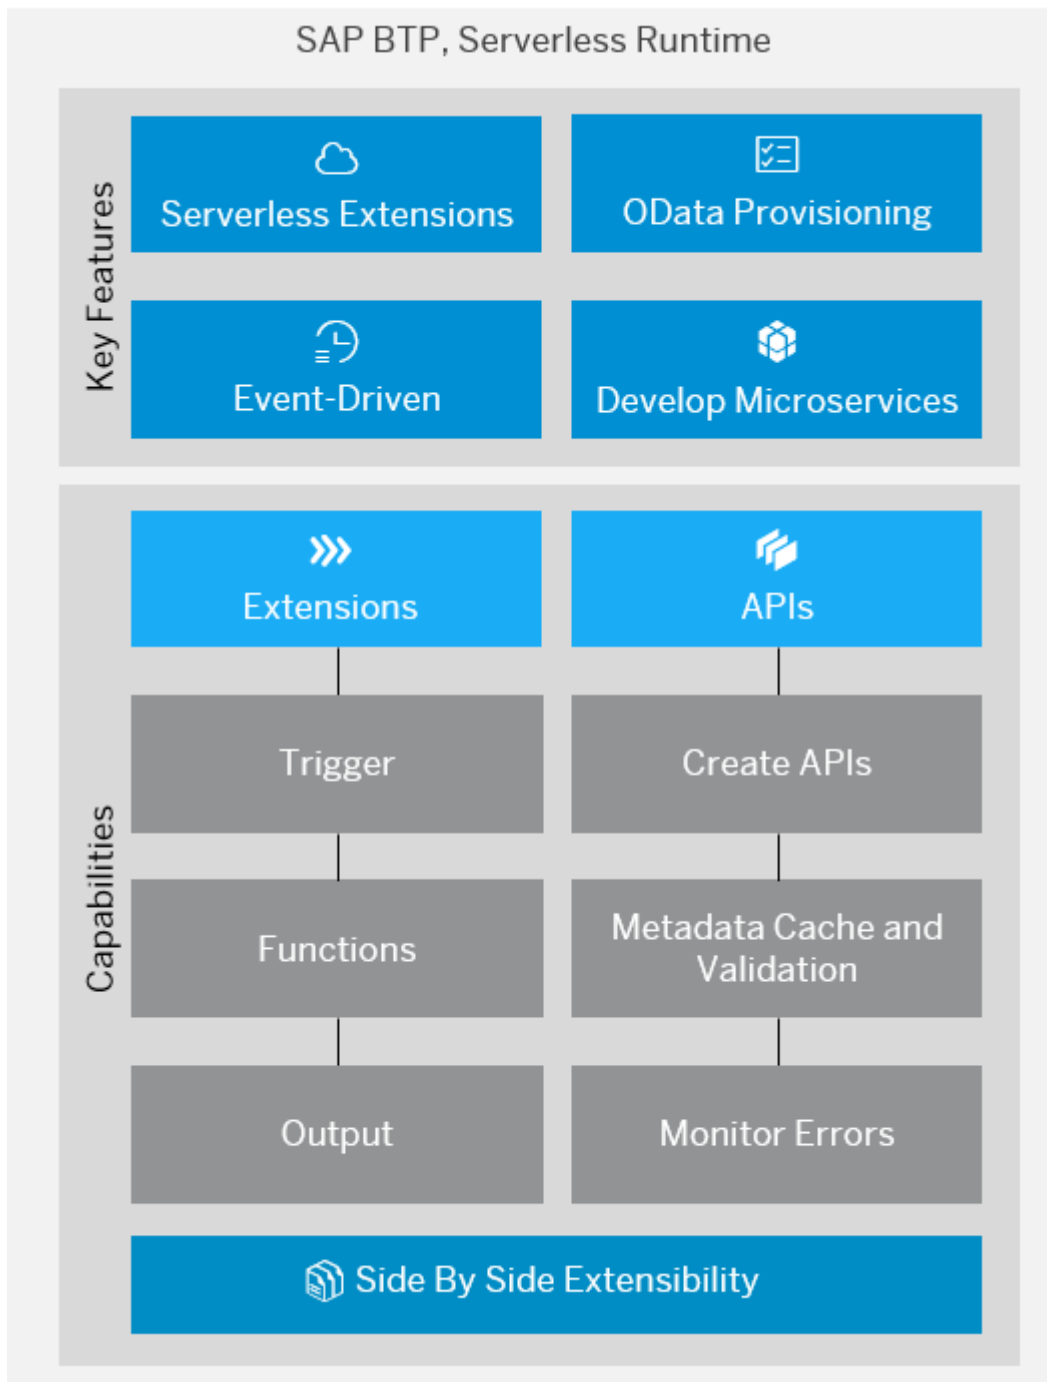 SAP BTP, Serverless Runtime
Key Features
Serverless Extensions
OData Provisioning
Event-Driven
Develop Microservices
Capabilities
Extensions
APIs
Trigger
Create APIs
Functions
Metadata Cache and
Validation
Output
Monitor Errors
Side By Side Extensibility